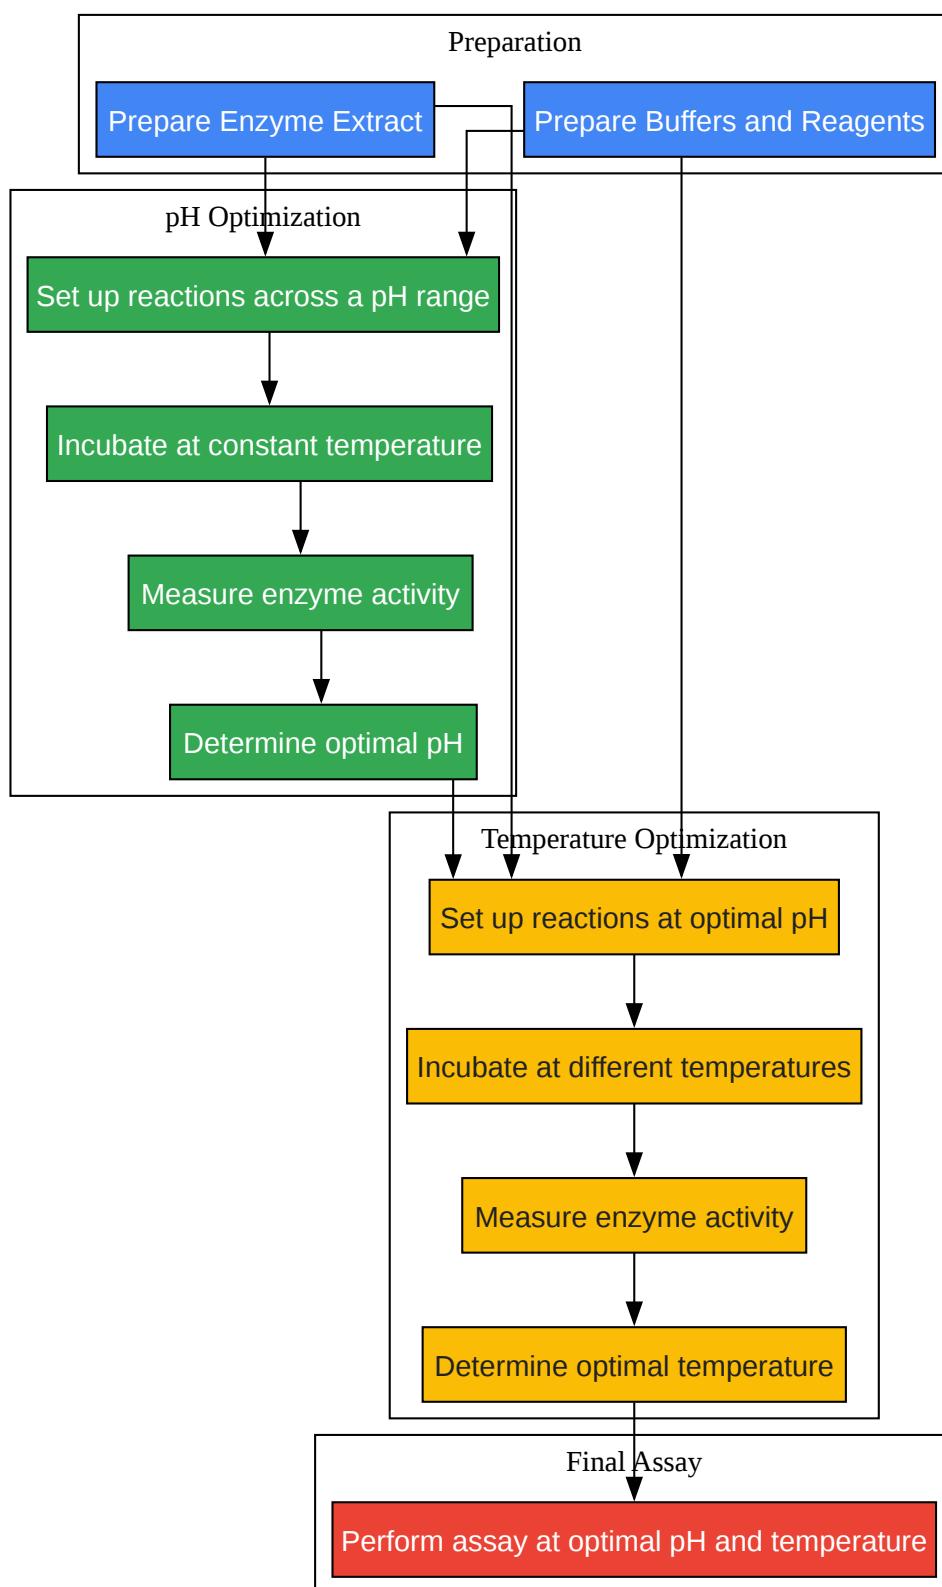 Preparation
Prepare Enzyme Extract
Prepare Buffers and Reagents
pH Optimization
Set up reactions across a pH range
Incubate at constant temperature
Measure enzyme activity
Determine optimal pH
Temperature Optimization
Set up reactions at optimal pH
Incubate at different temperatures
Measure enzyme activity
Determine optimal temperature
Final Assay
Perform assay at optimal pH and temperature